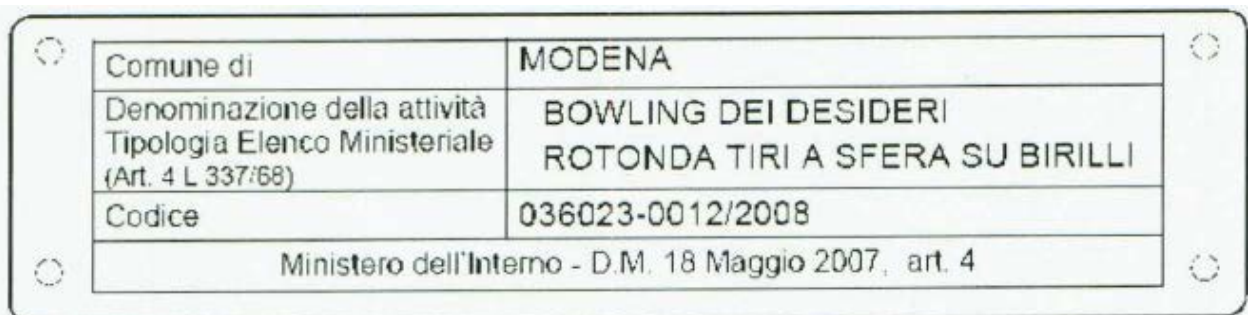 Comune di MODENA
Denominazione della attività BOWLING DEI DESIDERI
Tipologia Elenco Ministeriale ROTONDA TIRI A SFERA SU BIRILLI
(Art. 4 L 337/68)
Codice 036023-0012/2008
Ministero dell'Interno - D.M. 18 Maggio 2007, art. 4